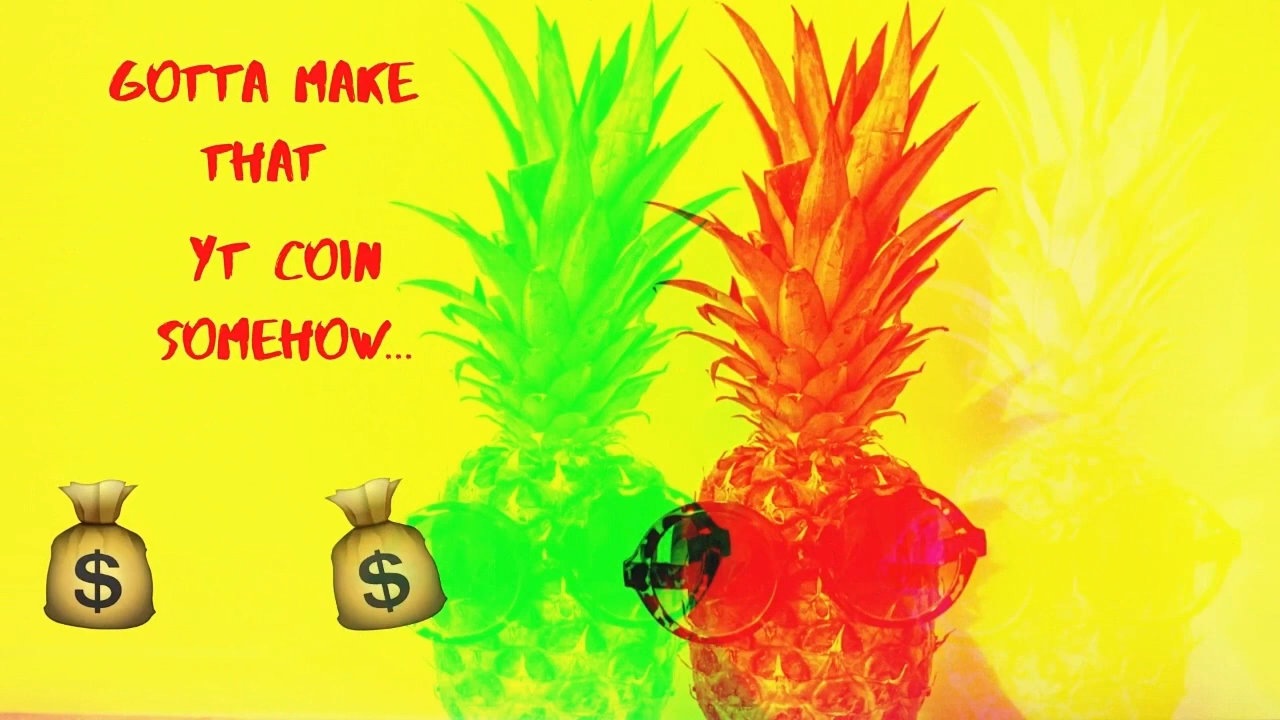 GOTTA MAKE
THAT
YT COIN
SOMEHOW...
$ $